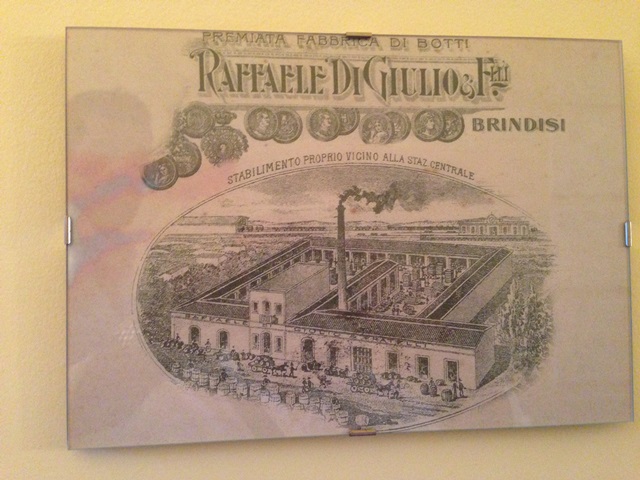 PREMIATA FABBRICA DI BOTTI
RAFFAELE DI GIULIO & F.LLI
BRINDISI
STABILIMENTO PROPRIO VICINO ALLA STAZ. CENTRALE